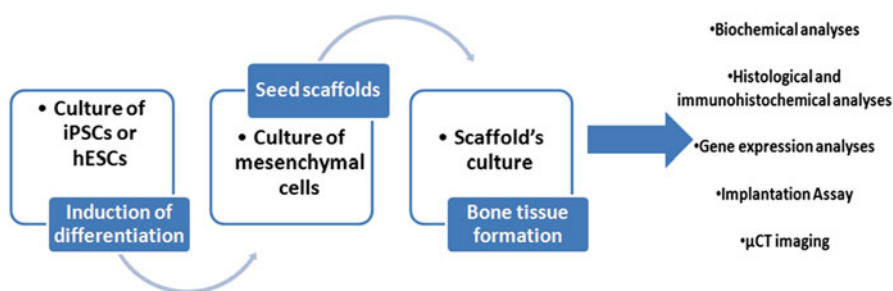 • Culture of
iPSCs or
hESCs
Induction of
differentiation
Seed scaffolds
• Culture of
mesenchymal
cells
• Scaffold's
culture
Bone tissue
formation
•Biochemical analyses
•Histological and
immunohistochemical analyses
•Gene expression analyses
•Implantation Assay
•µCT imaging